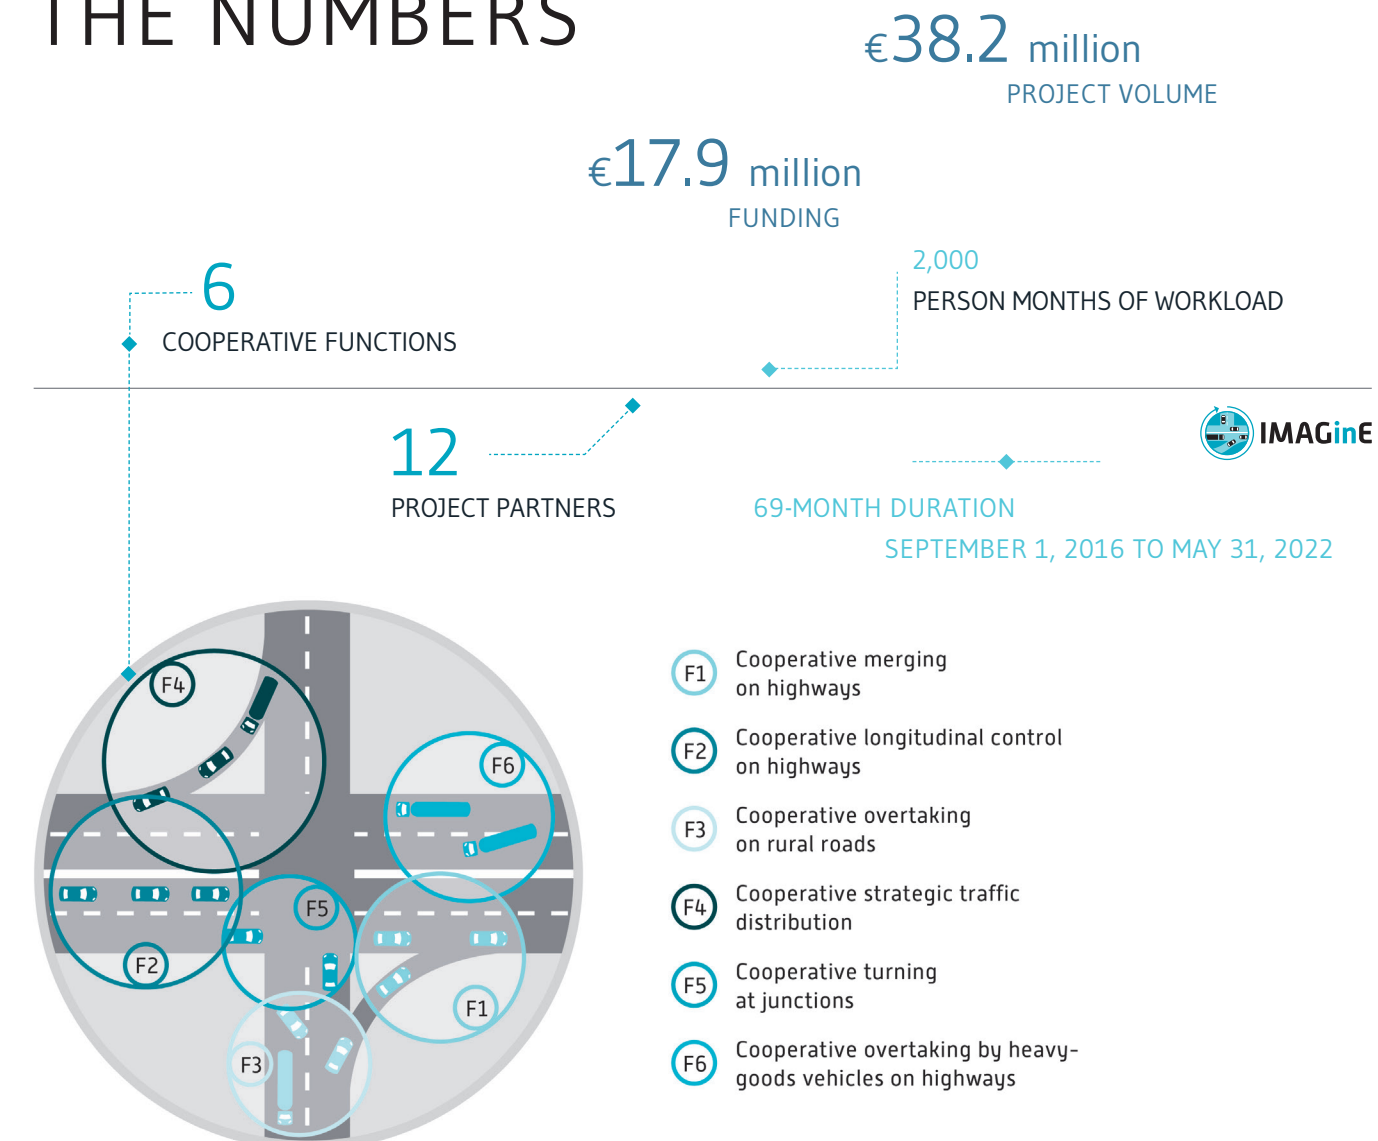 THE NUMBERS
€38.2 million
PROJECT VOLUME
€17.9 million
FUNDING
2,000
PERSON MONTHS OF WORKLOAD
6
COOPERATIVE FUNCTIONS
12
PROJECT PARTNERS
IMAGinE
69-MONTH DURATION
SEPTEMBER 1, 2016 TO MAY 31, 2022
F4
F6
F5
F2
F1
F3
F1
Cooperative merging
on highways
F2
Cooperative longitudinal control
on highways
F3
Cooperative overtaking
on rural roads
F4
Cooperative strategic traffic
distribution
F5
Cooperative turning
at junctions
F6
Cooperative overtaking by heavy-
goods vehicles on highways